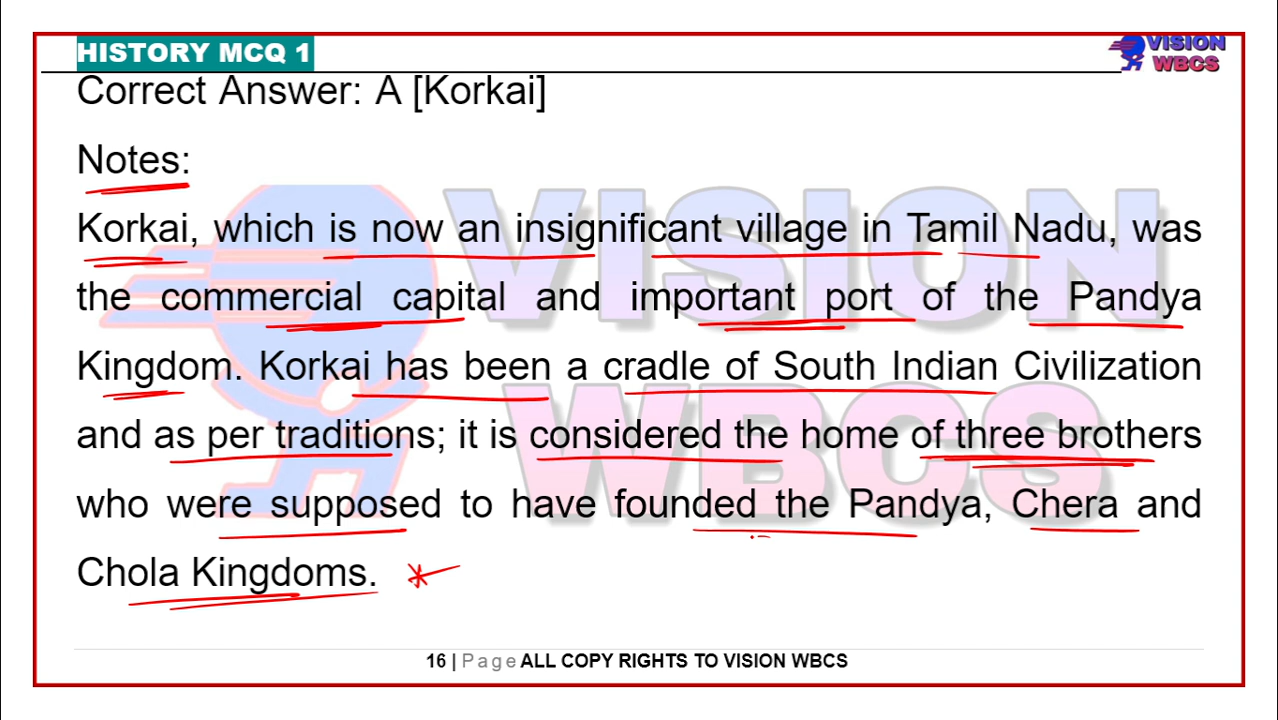 HISTORY MCQ 1
VISION
WBCS
Correct Answer: A [Korkai]
Notes:
Korkai, which is now an insignificant village in Tamil Nadu, was
the commercial capital and important port of the Pandya
Kingdom. Korkai has been a cradle of South Indian Civilization
and as per traditions; it is considered the home of three brothers
who were supposed to have founded the Pandya, Chera and
Chola Kingdoms.
VISION
WBCS
16 | Page ALL COPY RIGHTS TO VISION WBCS